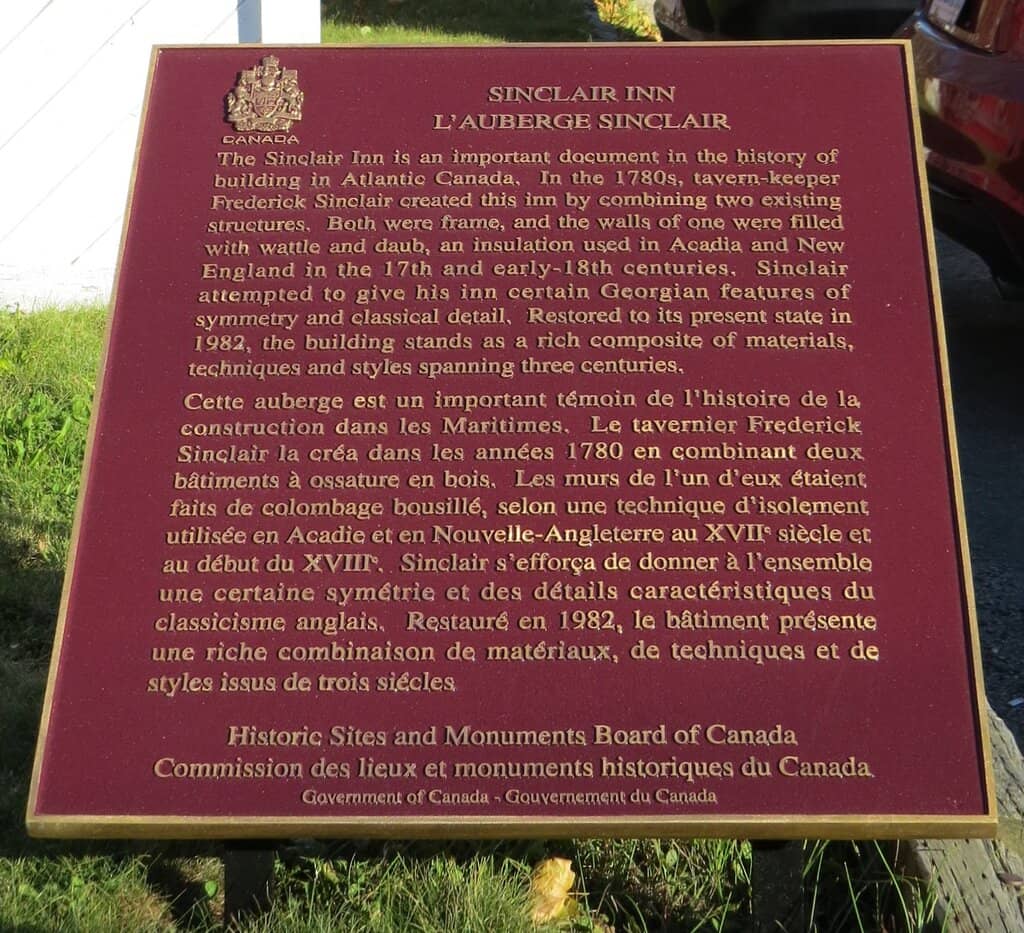 CANADA
SINCLAIR INN
L'AUBERGE SINCLAIR
The Sinclair Inn is an important document in the history of
building in Atlantic Canada. In the 1780s, tavern-keeper
Frederick Sinclair created this inn by combining two existing
structures. Both were frame, and the walls of one were filled
with wattle and daub, an insulation used in Acadia and New
England in the 17th and early-18th centuries. Sinclair
attempted to give his inn certain Georgian features of
symmetry and classical detail. Restored to its present state in
1982, the building stands as a rich composite of materials,
techniques and styles spanning three centuries.
Cette auberge est un important témoin de l'histoire de la
construction dans les Maritimes. Le tavernier Frederick
Sinclair la créa dans les années 1780 en combinant deux
bâtiments à ossature en bois. Les murs de l'un d'eux étaient
faits de colombage bousillé, selon une technique d'isolement
utilisée en Acadie et en Nouvelle-Angleterre au XVIIe siècle et
au début du XVIIIe. Sinclair s'efforça de donner à l'ensemble
une certaine symétrie et des détails caractéristiques du
classicisme anglais. Restauré en 1982, le bâtiment présente
une riche combinaison de matériaux, de techniques et de
styles issus de trois siécles
Historic Sites and Monuments Board of Canada
Commission des lieux et monuments historiques du Canada
Government of Canada - Gouvernement du Canada